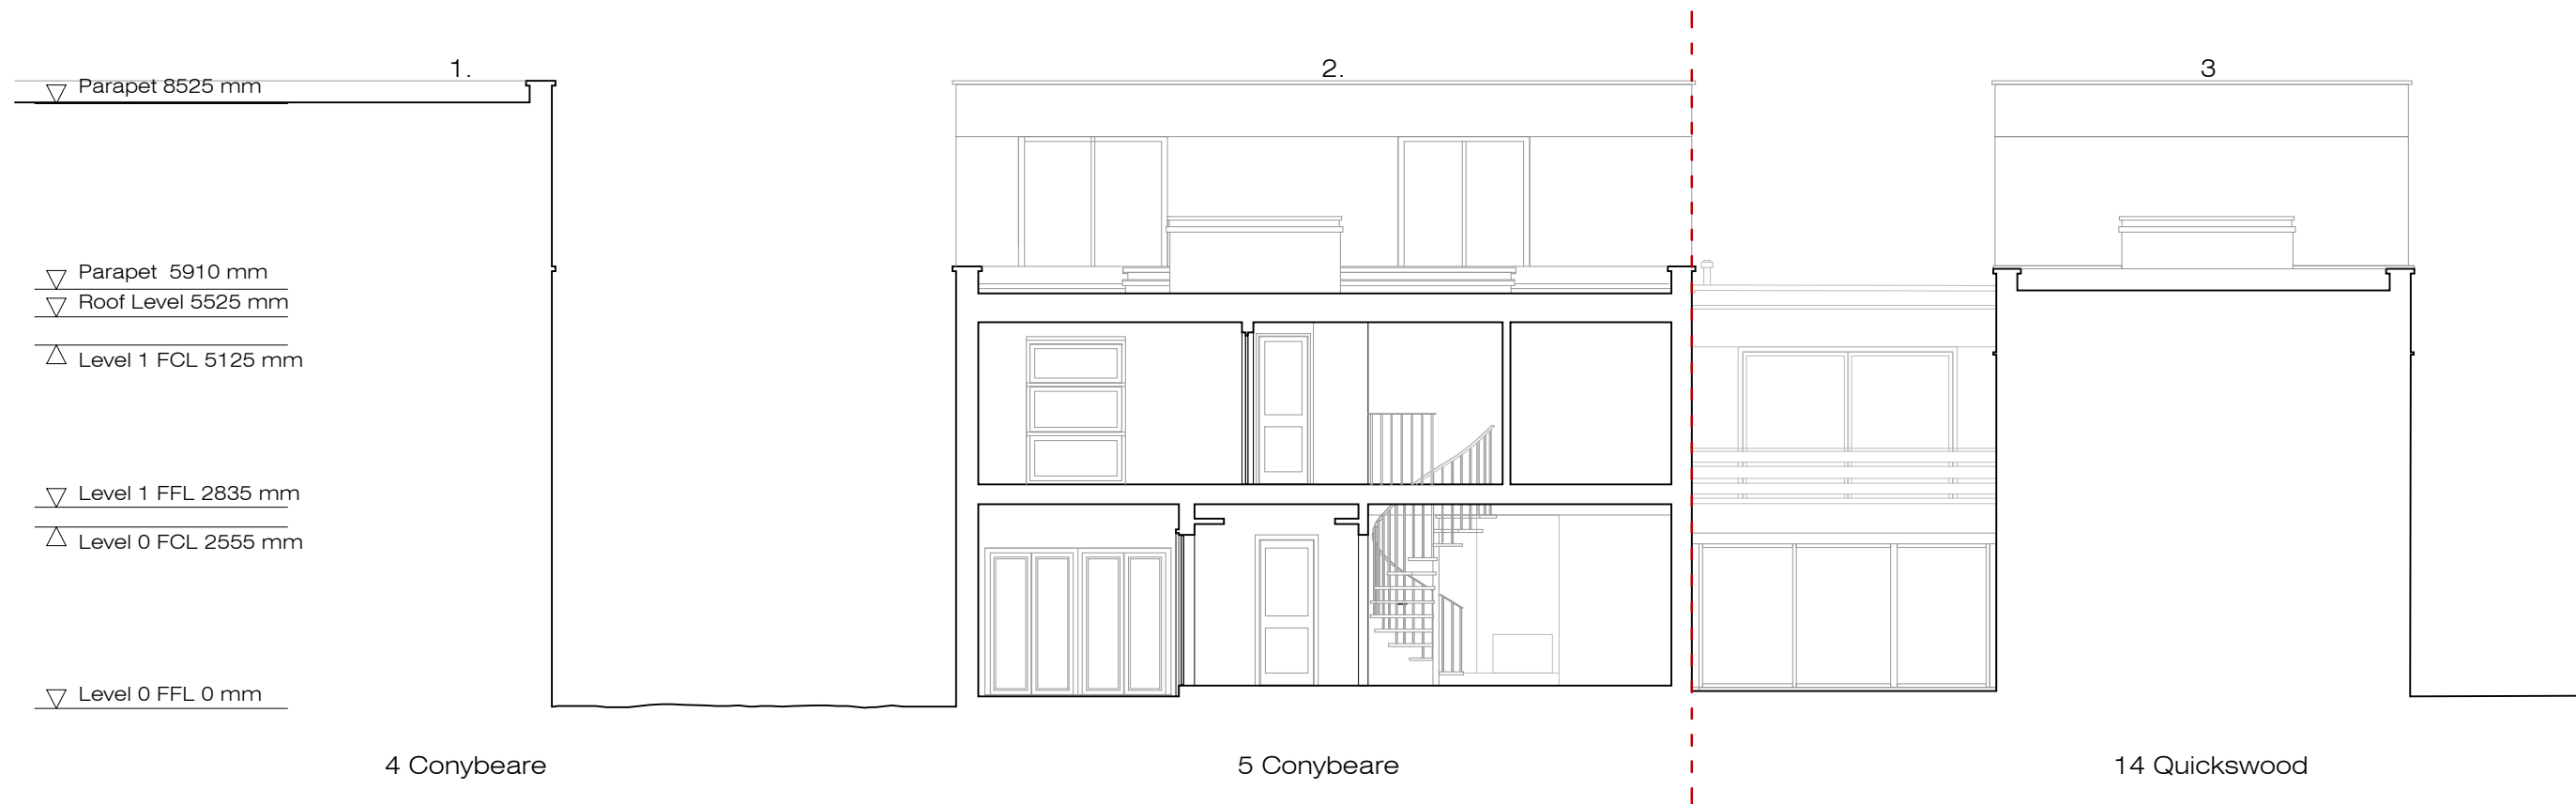 1.
2.
3
Parapet 8525 mm
Parapet 5910 mm
Roof Level 5525 mm
Level 1 FCL 5125 mm
Level 1 FFL 2835 mm
Level 0 FCL 2555 mm
Level 0 FFL 0 mm
4 Conybeare
5 Conybeare
14 Quickswood